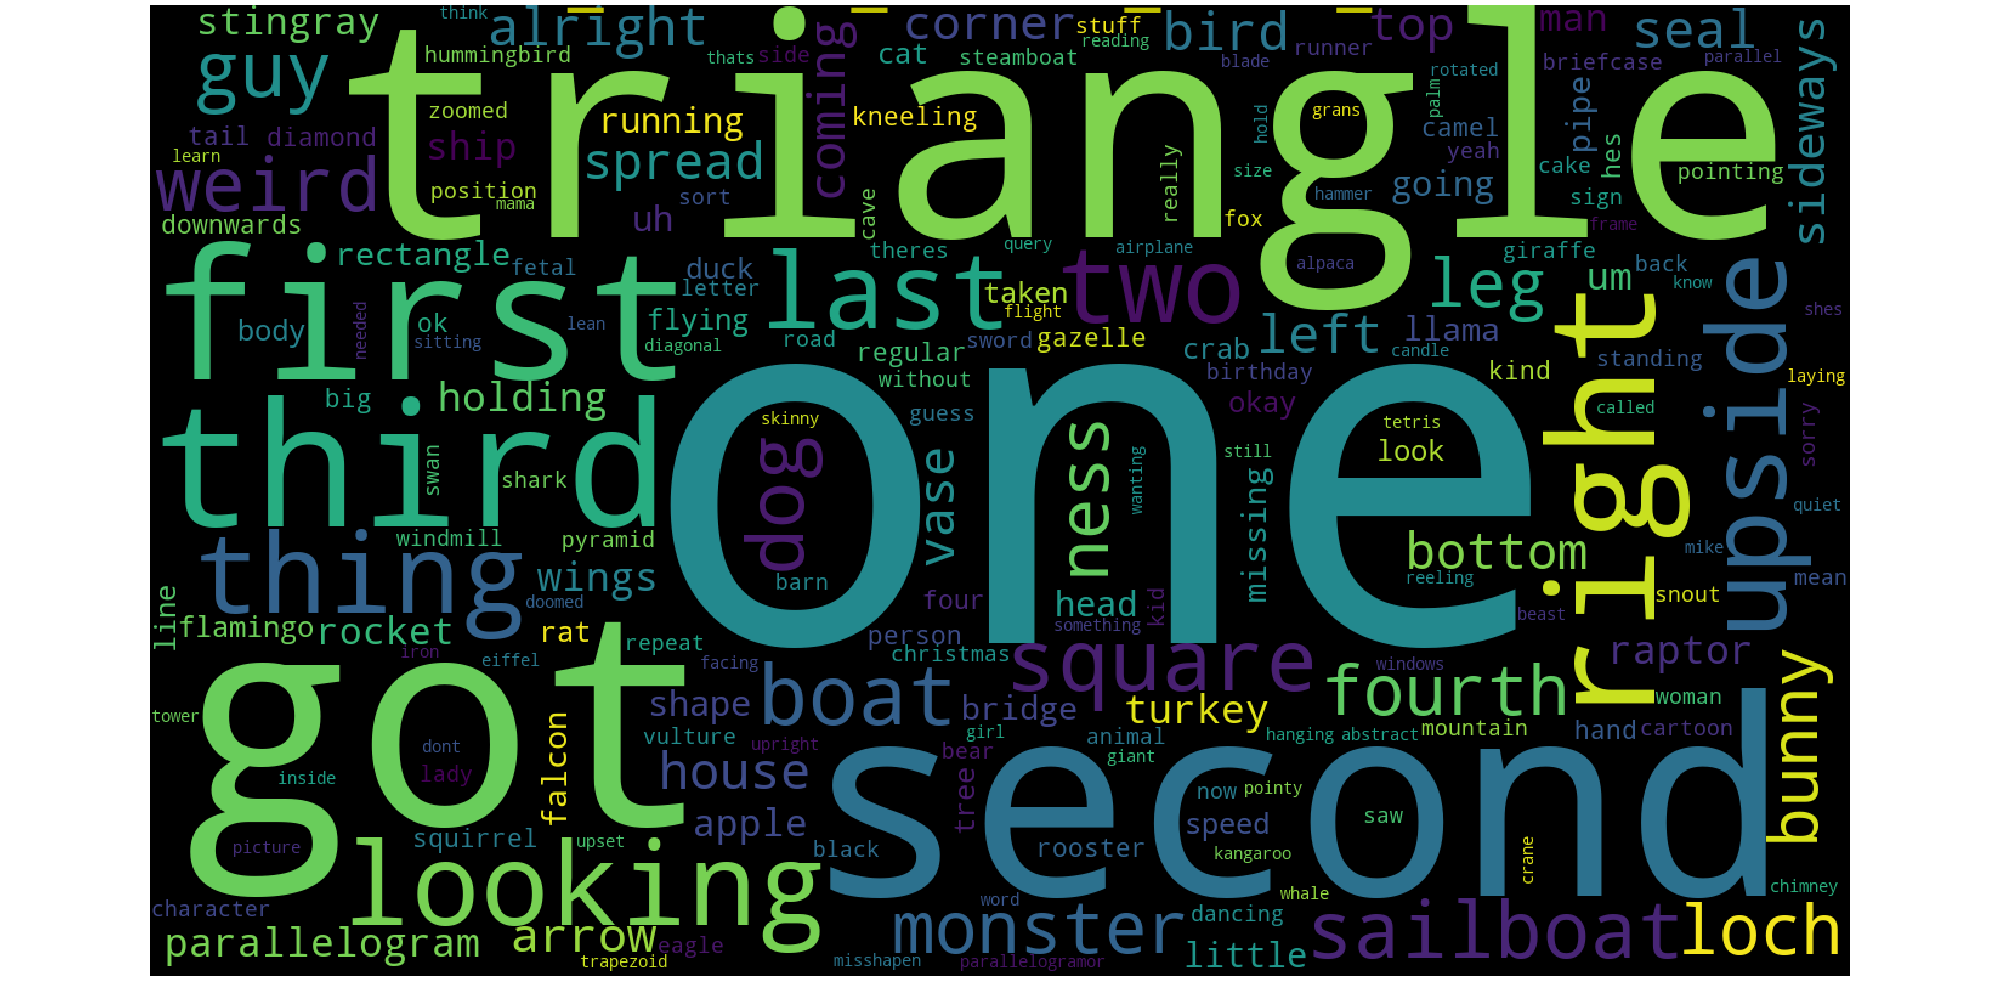 think
alright
corner
stuff
bird
top
man
seal
stingray
hummingbird
thats
side
coming
cat
reading
steamboat
blade
runner
briefcase
parallel
guy
triangle
zoomed
running
kneeling
hold
grans
rotated
palm
camel
pipe
sideways
tail
diamond
ship
spread
yeah
hes
learn
weird
position
mama
sort
cave
really
size
hammer
going
cake
sign
pointing
downwards
uh
fox
frame
first
rectangle
fetal
duck
letter
theres
last
query
airplane
two
alpaca
giraffe
leg
um
back
know
upside
body
needed
ok
sitting
lean
flying
diagonal
road
taken
flight
sword
gazelle
regular
left
crab
llama
candle
standing
shes
big
holding
without
birthday
kind
laying
third
skinny
guess
okay
tetris
called
right
sorry
swan
shark
dog
vase
ness
wanting
still
missing
look
one
quiet
windmill
pyramid
barn
bottom
reeling
mike
mean
thing
wings
doomed
four
head
kid
snout
beast
line
flamingo
rocket
rat
repeat
person
something
iron
eiffel
facing
christmas
square
windows
raptor
tower
got
shape
boat
bridge
turkey
fourth
woman
bunny
dont
falcon
vulture
upright
girl
animal
hanging
abstract
mountain
hand
cartoon
inside
lady
house
bear
tree
giant
second
now
pointy
picture
squirrel
upset
apple
black
rooster
speed
saw
kangaroo
crane
looking
character
word
whale
chimney
parallelogram
arrow
eagle
monster
dancing
sailboat
loch
trapezoid
misshapen
parallelogramor
little